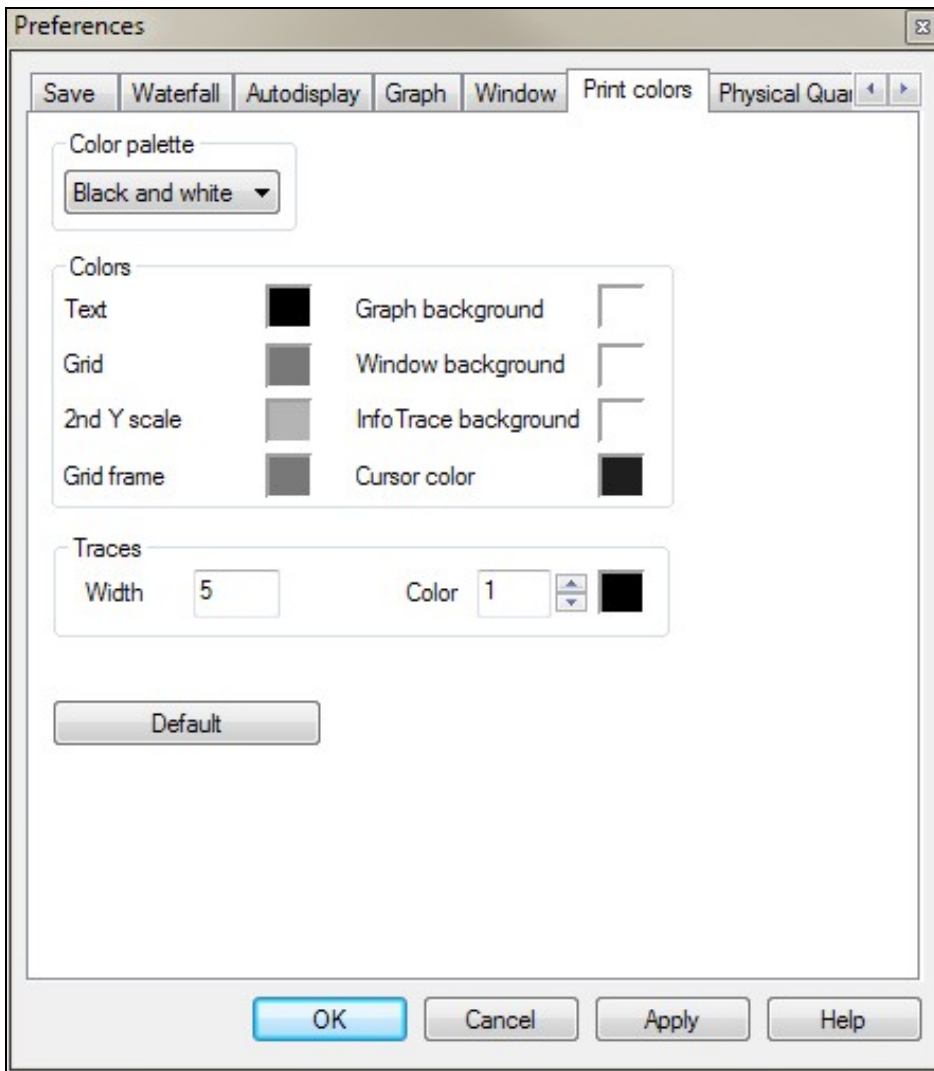 Preferences
Save Waterfall Autodisplay Graph Window Print colors Physical Quar
Color palette
Black and white
Colors
Text Graph background
Grid Window background
2nd Y scale InfoTrace background
Grid frame Cursor color
Traces
Width 5 Color 1
Default
OK Cancel Apply Help